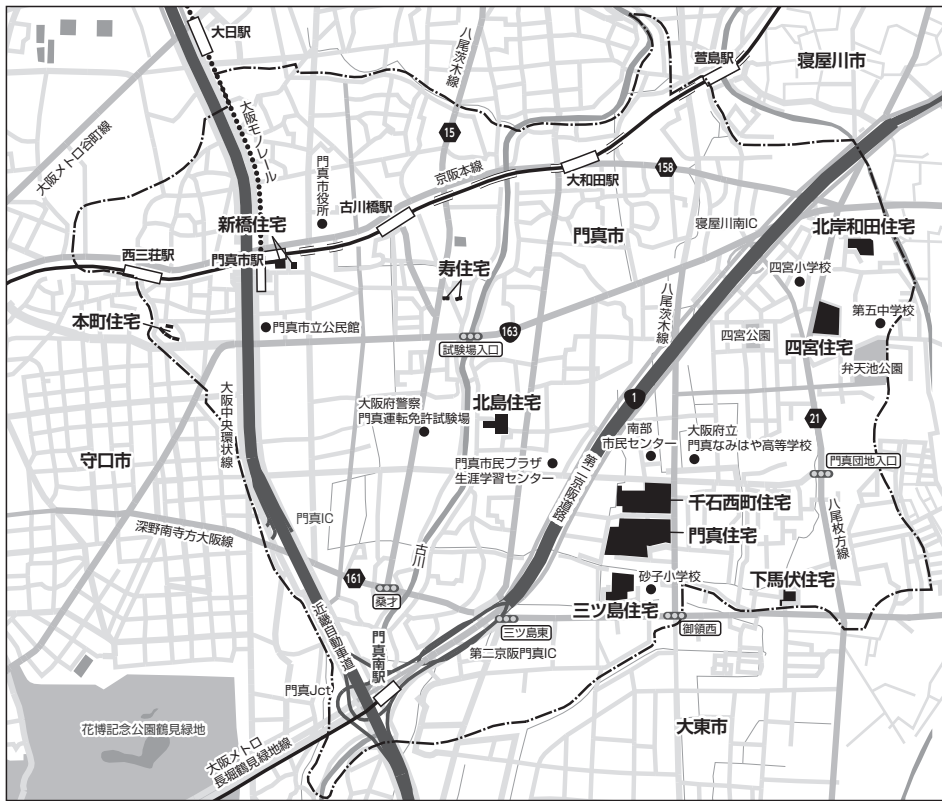 大日駅
八尾茨木線
萱島駅
寝屋川市
大阪モノレール
大阪メトロ谷町線
15
京阪本線
大和田駅
158
門真市役所
古川橋駅
新橋住宅
門真市駅
西三荘駅
門真市
寝屋川南IC
北岸和田住宅
四宮小学校
寿住宅
八尾茨木線
第五中学校
本町住宅
門真市立公民館
163
試験場入口
四宮公園
四宮住宅
弁天池公園
大阪中央環状線
大阪府警察
門真運転免許試験場
北島住宅
1
南部
市民センター
大阪府立
門真なみはや高等学校
21
守口市
門真市民プラザ
生涯学習センター
第二京阪道路
門真団地入口
千石西町住宅
門真IC
深野南寺方大阪線
門真住宅
八尾枚方線
古川
161
桑才
砂子小学校
下馬伏住宅
三ツ島住宅
近畿自動車道
三ツ島東
御領西
門真南駅
第二京阪門真IC
門真Jct
花博記念公園鶴見緑地
大阪メトロ
長堀鶴見緑地線
大東市